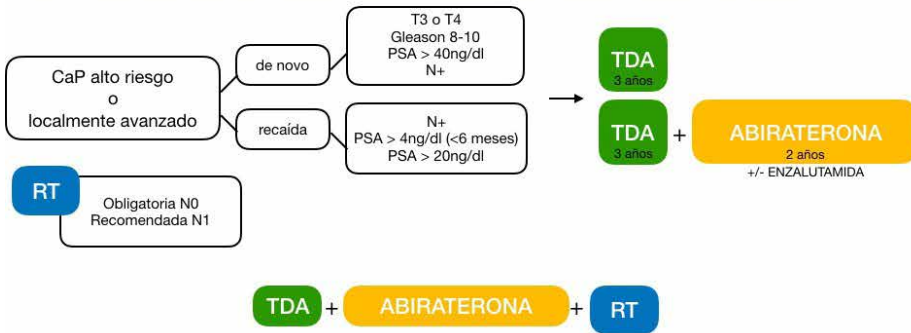 CaP alto riesgo
o
localmente avanzado
de novo
T3 o T4
Gleason 8-10
PSA > 40ng/dl
N+
recaída
N+
PSA > 4ng/dl (<6 meses)
PSA > 20ng/dl
TDA
3 años
TDA
3 años
+
ABIRATERONA
2 años
+/- ENZALUTAMIDA
RT
Obligatoria N0
Recomendada N1
TDA + ABIRATERONA + RT